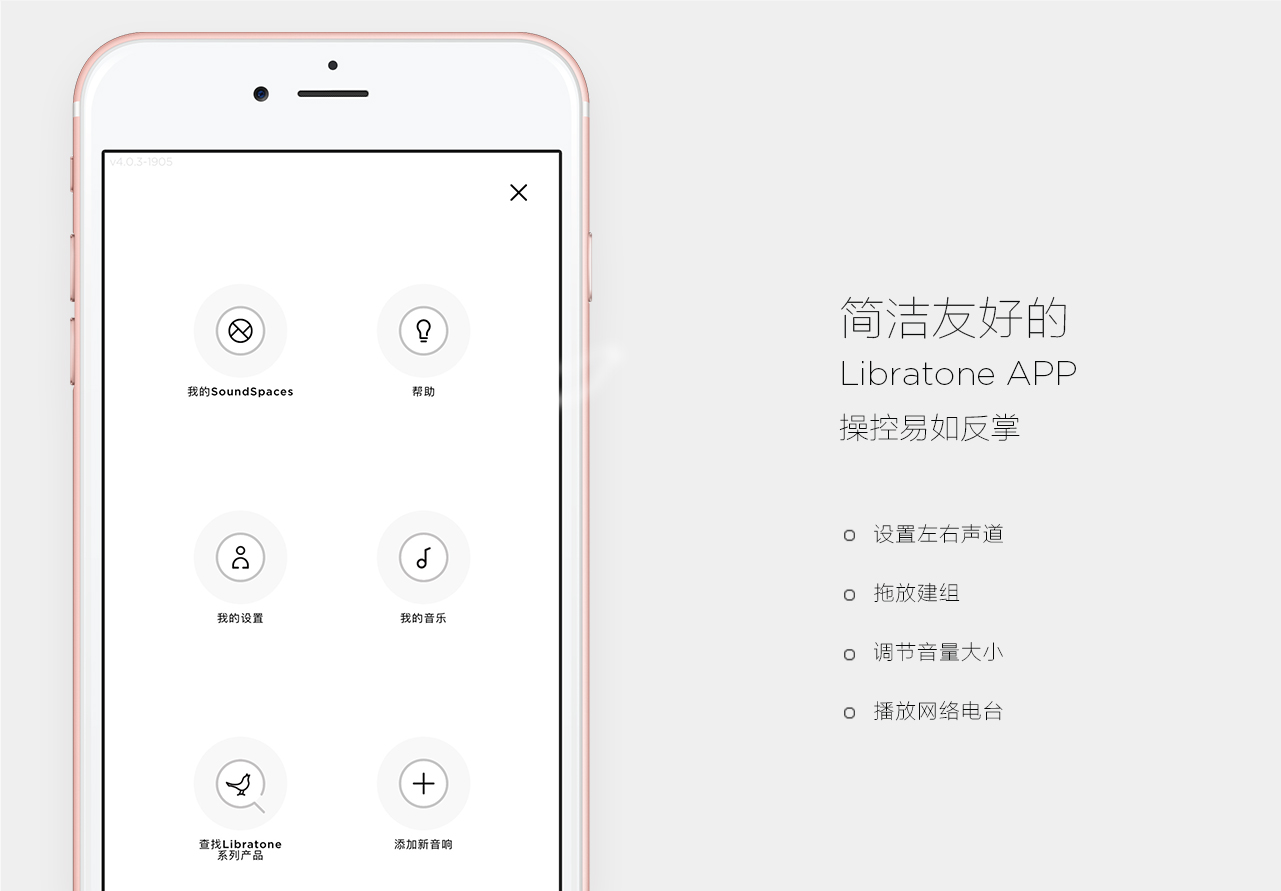 v4.0.3-1905
我的SoundSpaces
帮助
我的设置
我的音乐
查找Libratone
系列产品
添加新音响
简洁友好的
Libratone APP
操控易如反掌
设置左右声道
拖放建组
调节音量大小
播放网络电台